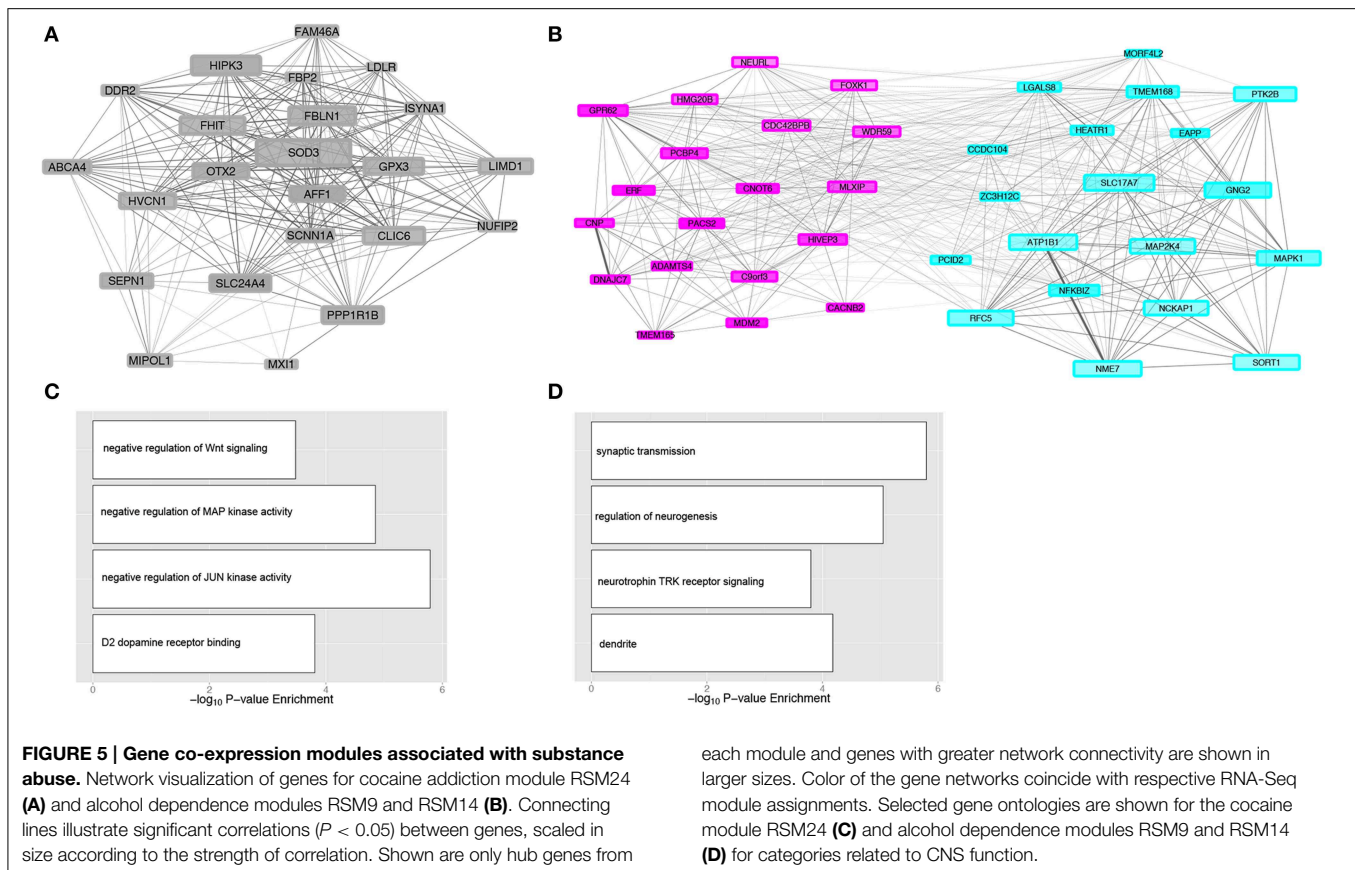 A
FAM46A
HIPK3
LDLR
FBP2
DDR2
ISYNA1
FBLN1
FHIT
SOD3
ABCA4
GPX3
LIMD1
OTX2
AFF1
HVCN1
NUFIP2
SCNN1A
CLIC6
SEPN1
SLC24A4
PPP1R1B
MIPOL1
MXI1
B
NEURL
FOXK1
HMG20B
GPR62
CDC42BPB
WDR59
PCBP4
ERF
CNOT6
MLXIP
CNP
PACS2
HIVEP3
ADAMTS4
DNAJC7
C9orf3
CACNB2
MDM2
TMEM165
MORF4L2
LGALS8
TMEM168
PTK2B
HEATR1
EAPP
CCDC104
SLC17A7
GNG2
ZC3H12C
ATP1B1
MAP2K4
PCID2
MAPK1
NFKBIZ
NCKAP1
RFC5
SORT1
NME7
C
negative regulation of Wnt signaling
negative regulation of MAP kinase activity
negative regulation of JUN kinase activity
D2 dopamine receptor binding
0 2 4 6
−log10 P-value Enrichment
D
synaptic transmission
regulation of neurogenesis
neurotrophin TRK receptor signaling
dendrite
0 2 4 6
−log10 P-value Enrichment
FIGURE 5 | Gene co-expression modules associated with substance
abuse. Network visualization of genes for cocaine addiction module RSM24
(A) and alcohol dependence modules RSM9 and RSM14 (B). Connecting
lines illustrate significant correlations (P < 0.05) between genes, scaled in
size according to the strength of correlation. Shown are only hub genes from
each module and genes with greater network connectivity are shown in
larger sizes. Color of the gene networks coincide with respective RNA-Seq
module assignments. Selected gene ontologies are shown for the cocaine
module RSM24 (C) and alcohol dependence modules RSM9 and RSM14
(D) for categories related to CNS function.